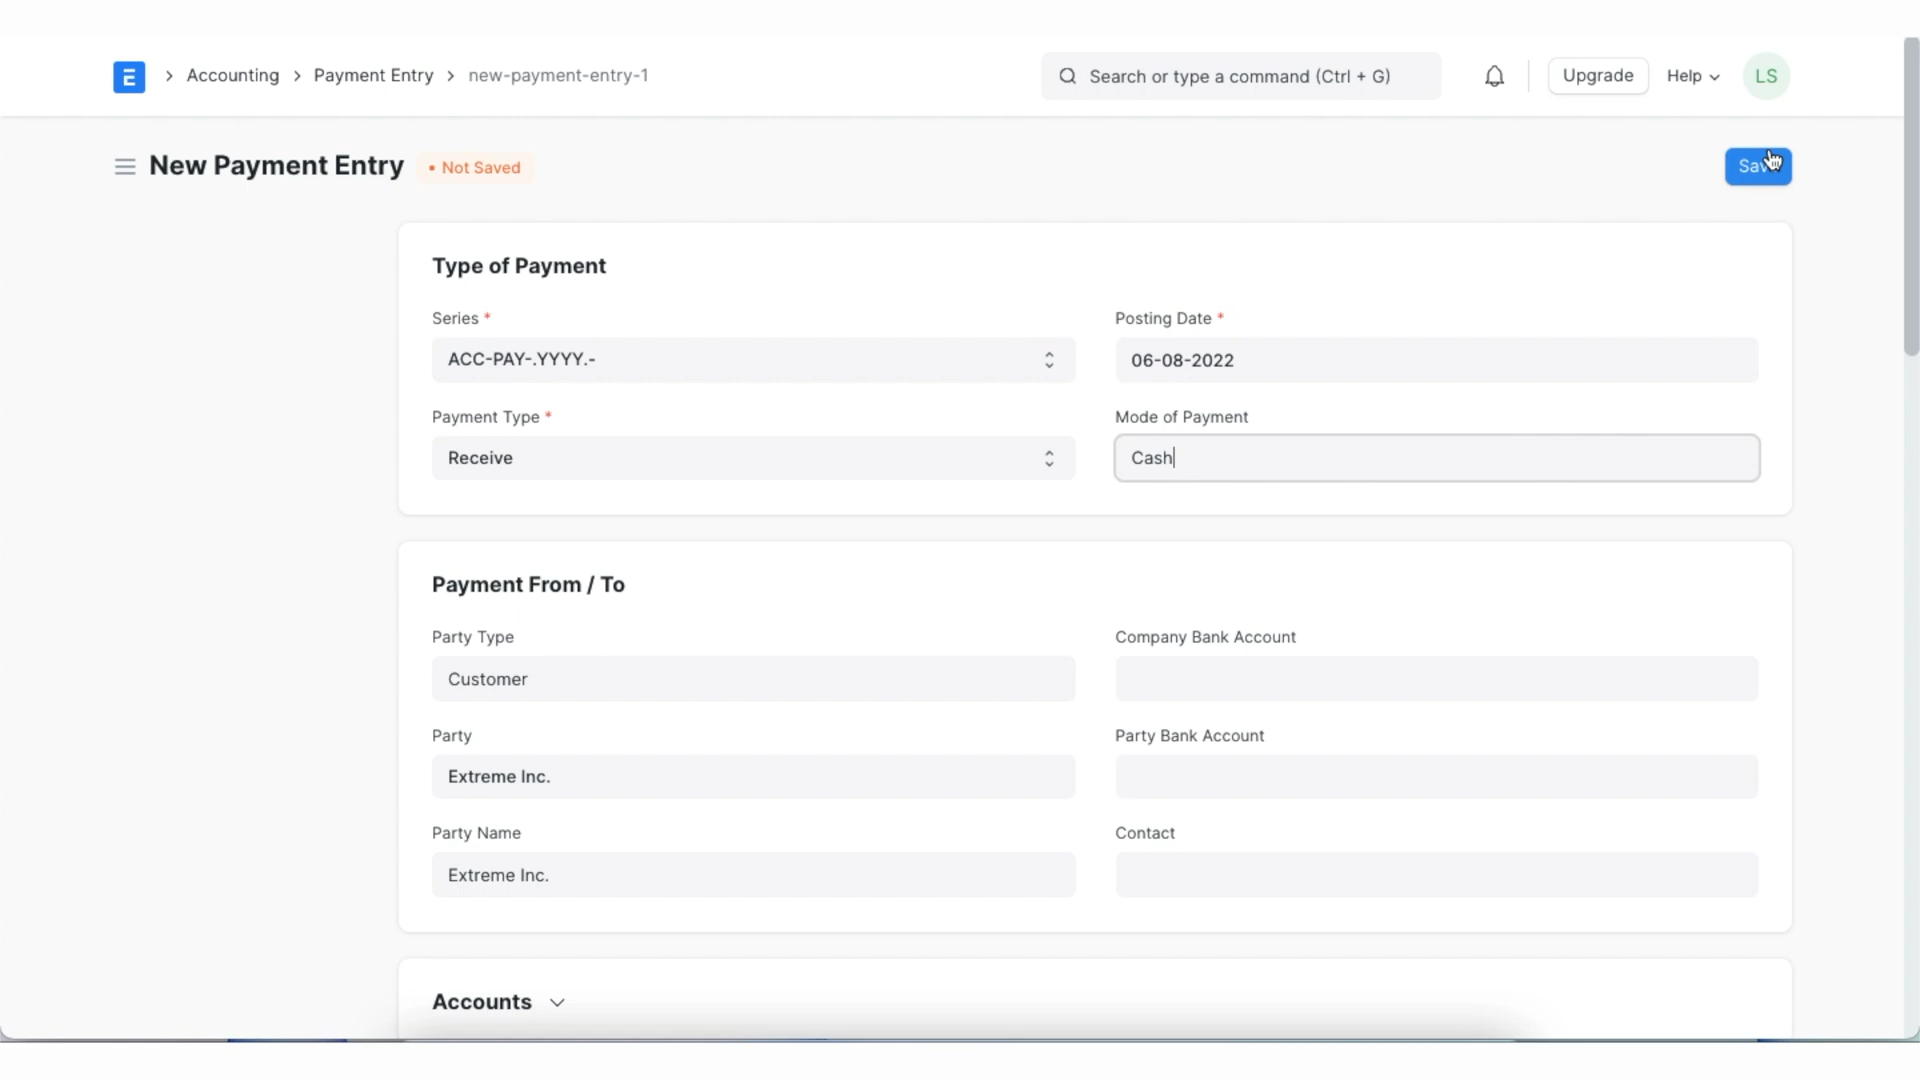 E > Accounting > Payment Entry > new-payment-entry-1
Search or type a command (Ctrl + G)
Upgrade
Help
LS
New Payment Entry
• Not Saved
Type of Payment
Series *
Posting Date *
ACC-PAY-.YYYY.-
06-08-2022
Payment Type *
Mode of Payment
Receive
Cash
Payment From / To
Party Type
Company Bank Account
Customer
Party
Party Bank Account
Extreme Inc.
Party Name
Contact
Extreme Inc.
Accounts